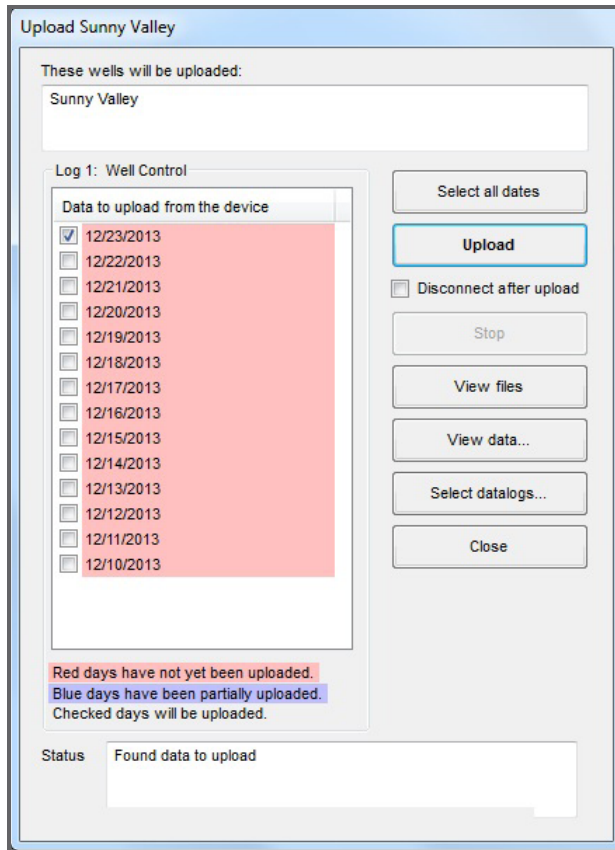 Upload Sunny Valley
These wells will be uploaded:
Sunny Valley
Log 1:  Well Control
Data to upload from the device
12/23/2013
12/22/2013
12/21/2013
12/20/2013
12/19/2013
12/18/2013
12/17/2013
12/16/2013
12/15/2013
12/14/2013
12/13/2013
12/12/2013
12/11/2013
12/10/2013
Red days have not yet been uploaded.
Blue days have been partially uploaded.
Checked days will be uploaded.
Select all dates
Upload
Disconnect after upload
Stop
View files
View data...
Select datalogs...
Close
Status
Found data to upload